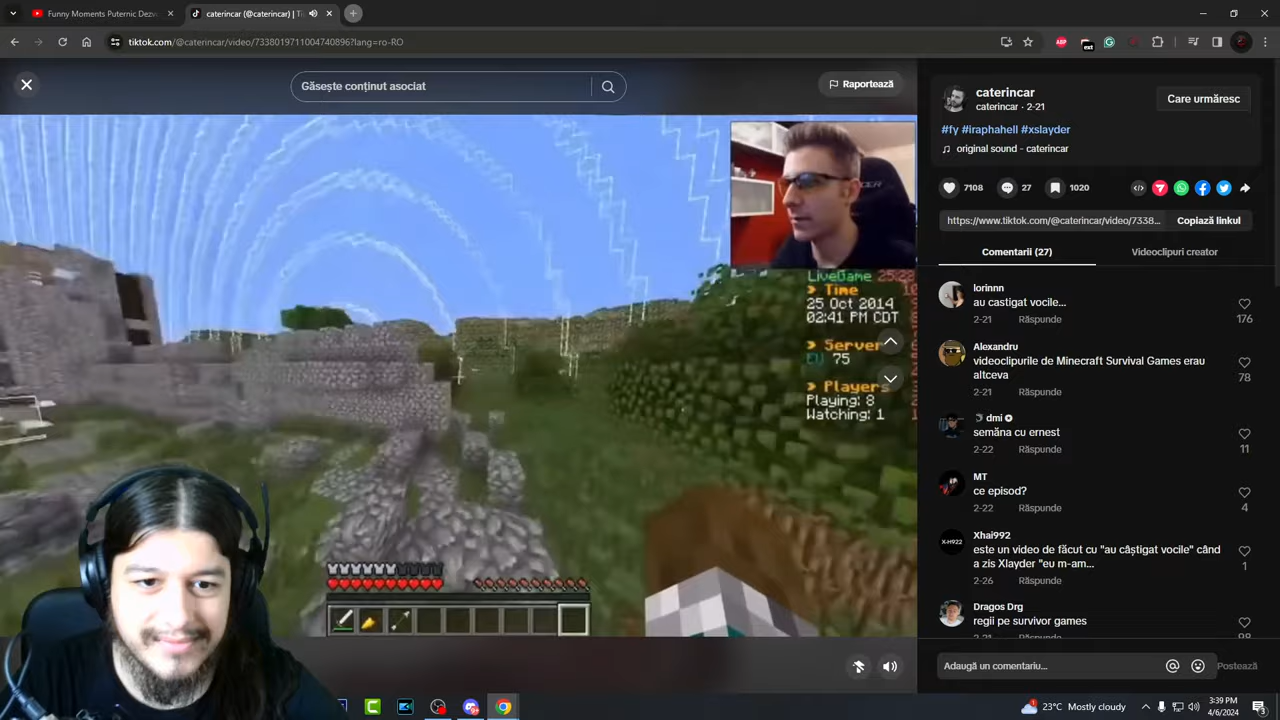 Funny Moments Puternic Dezv
caterincar (@caterincar) | Ti
tiktok.com/@caterincar/video/7338019711004740896?lang=ro-RO
Găsește conținut asociat
Raportează
caterincar
caterincar · 2-21
Care urmăresc
#fy #iraphahell #xslayder
original sound - caterincar
7108
27
1020
https://www.tiktok.com/@caterincar/video/7338...
Copiază linkul
Comentarii (27)
Videoclipuri creator
LiveGame
> Time
25 Oct 2014
02:41 PM CDT
> Server
EU 75
> Players
Playing: 8
Watching: 1
lorinnn
au castigat vocile...
2-21 Răspunde
176
Alexandru
videoclipurile de Minecraft Survival Games erau
altceva
2-21 Răspunde
78
dmi
semăna cu ernest
2-22 Răspunde
11
MT
ce episod?
2-22 Răspunde
4
Xhai992
este un video de făcut cu "au câștigat vocile" când
a zis Xlayder "eu m-am...
2-26 Răspunde
1
Dragos Drg
regii pe survivor games
2-21 Răspunde
98
Adaugă un comentariu...
Postează
23°C Mostly cloudy
3:39 PM
4/6/2024